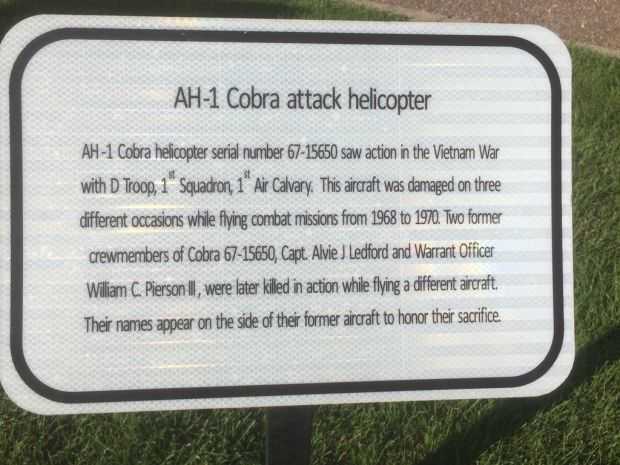 AH-1 Cobra attack helicopter
AH-1 Cobra helicopter serial number 67-15650 saw action in the Vietnam War
with D Troop, 1st Squadron, 1st Air Calvary. This aircraft was damaged on three
different occasions while flying combat missions from 1968 to 1970. Two former
crewmembers of Cobra 67-15650, Capt. Alvie J Ledford and Warrant Officer
William C. Pierson III, were later killed in action while flying a different aircraft.
Their names appear on the side of their former aircraft to honor their sacrifice.